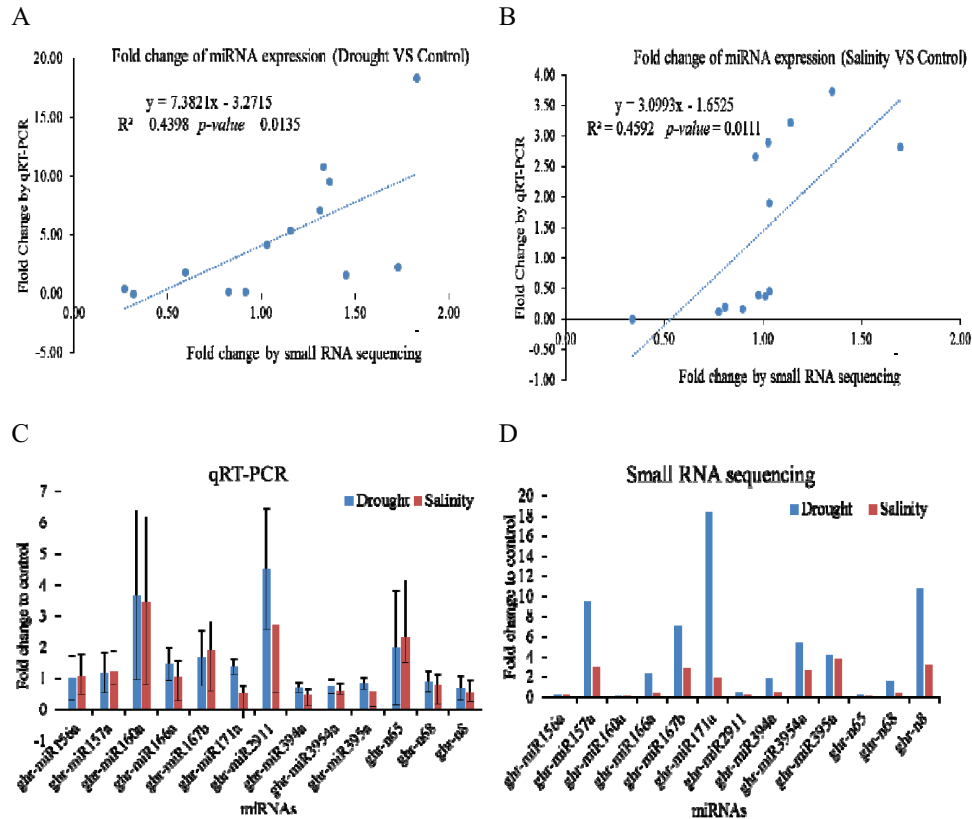 A
Fold change of miRNA expression (Drought VS Control)
y = 7.3821x - 3.2715
R² 0.4398 p-value 0.0135
Flold Change by qRT-PCR
20.00
15.00
10.00
5.00
0.00
-5.00
0.00 0.50 1.00 1.50 2.00
Fold change by small RNA sequencing
B
Fold change of miRNA expression (Salinity VS Control)
y = 3.0993x - 1.6525
R² = 0.4592 p-value = 0.0111
Flold Change by qRT-PCR
4.00
3.50
3.00
2.50
2.00
1.50
1.00
0.50
0.00
-0.50
-1.00
0.00 0.50 1.00 1.50 2.00
Fold change by small RNA sequencing
C
qRT-PCR
Drought Salinity
Fold change to control
7
6
5
4
3
2
1
0
-1
ghr-miR156a
ghr-miR157a
ghr-miR160a
ghr-miR166a
ghr-miR167b
ghr-miR171a
ghr-miR2911
ghr-miR394a
ghr-miR3954a
ghr-miR395a
ghr-n65
ghr-n68
ghr-n8
miRNAs
D
Small RNA sequencing
Drought Salinity
Fold change to control
20
18
16
14
12
10
8
6
4
2
0
ghr-miR156a
ghr-miR157a
ghr-miR160a
ghr-miR166a
ghr-miR167b
ghr-miR171a
ghr-miR2911
ghr-miR394a
ghr-miR3954a
ghr-miR395a
ghr-n65
ghr-n68
ghr-n8
miRNAs